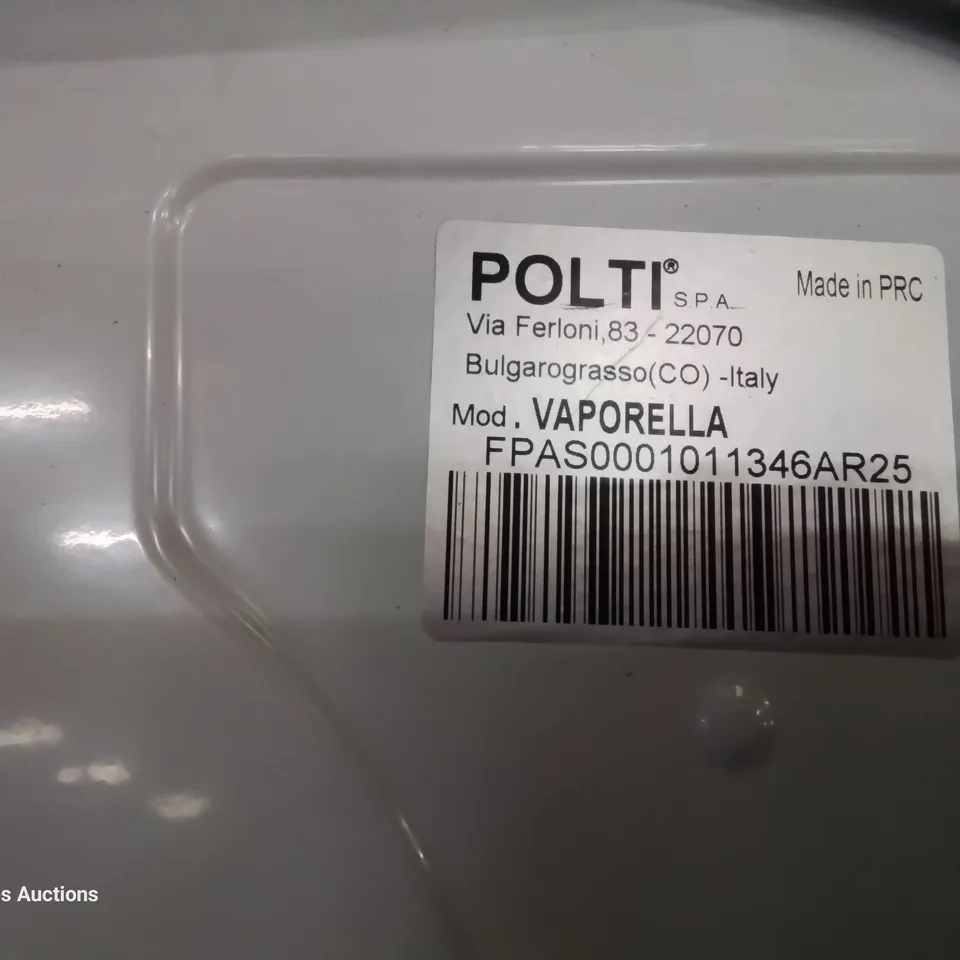 POLTI® S.P.A.
Made in PRC
Via Ferloni,83 - 22070
Bulgarograsso(CO) -Italy
Mod. VAPORELLA
FPAS0001011346AR25
s Auctions